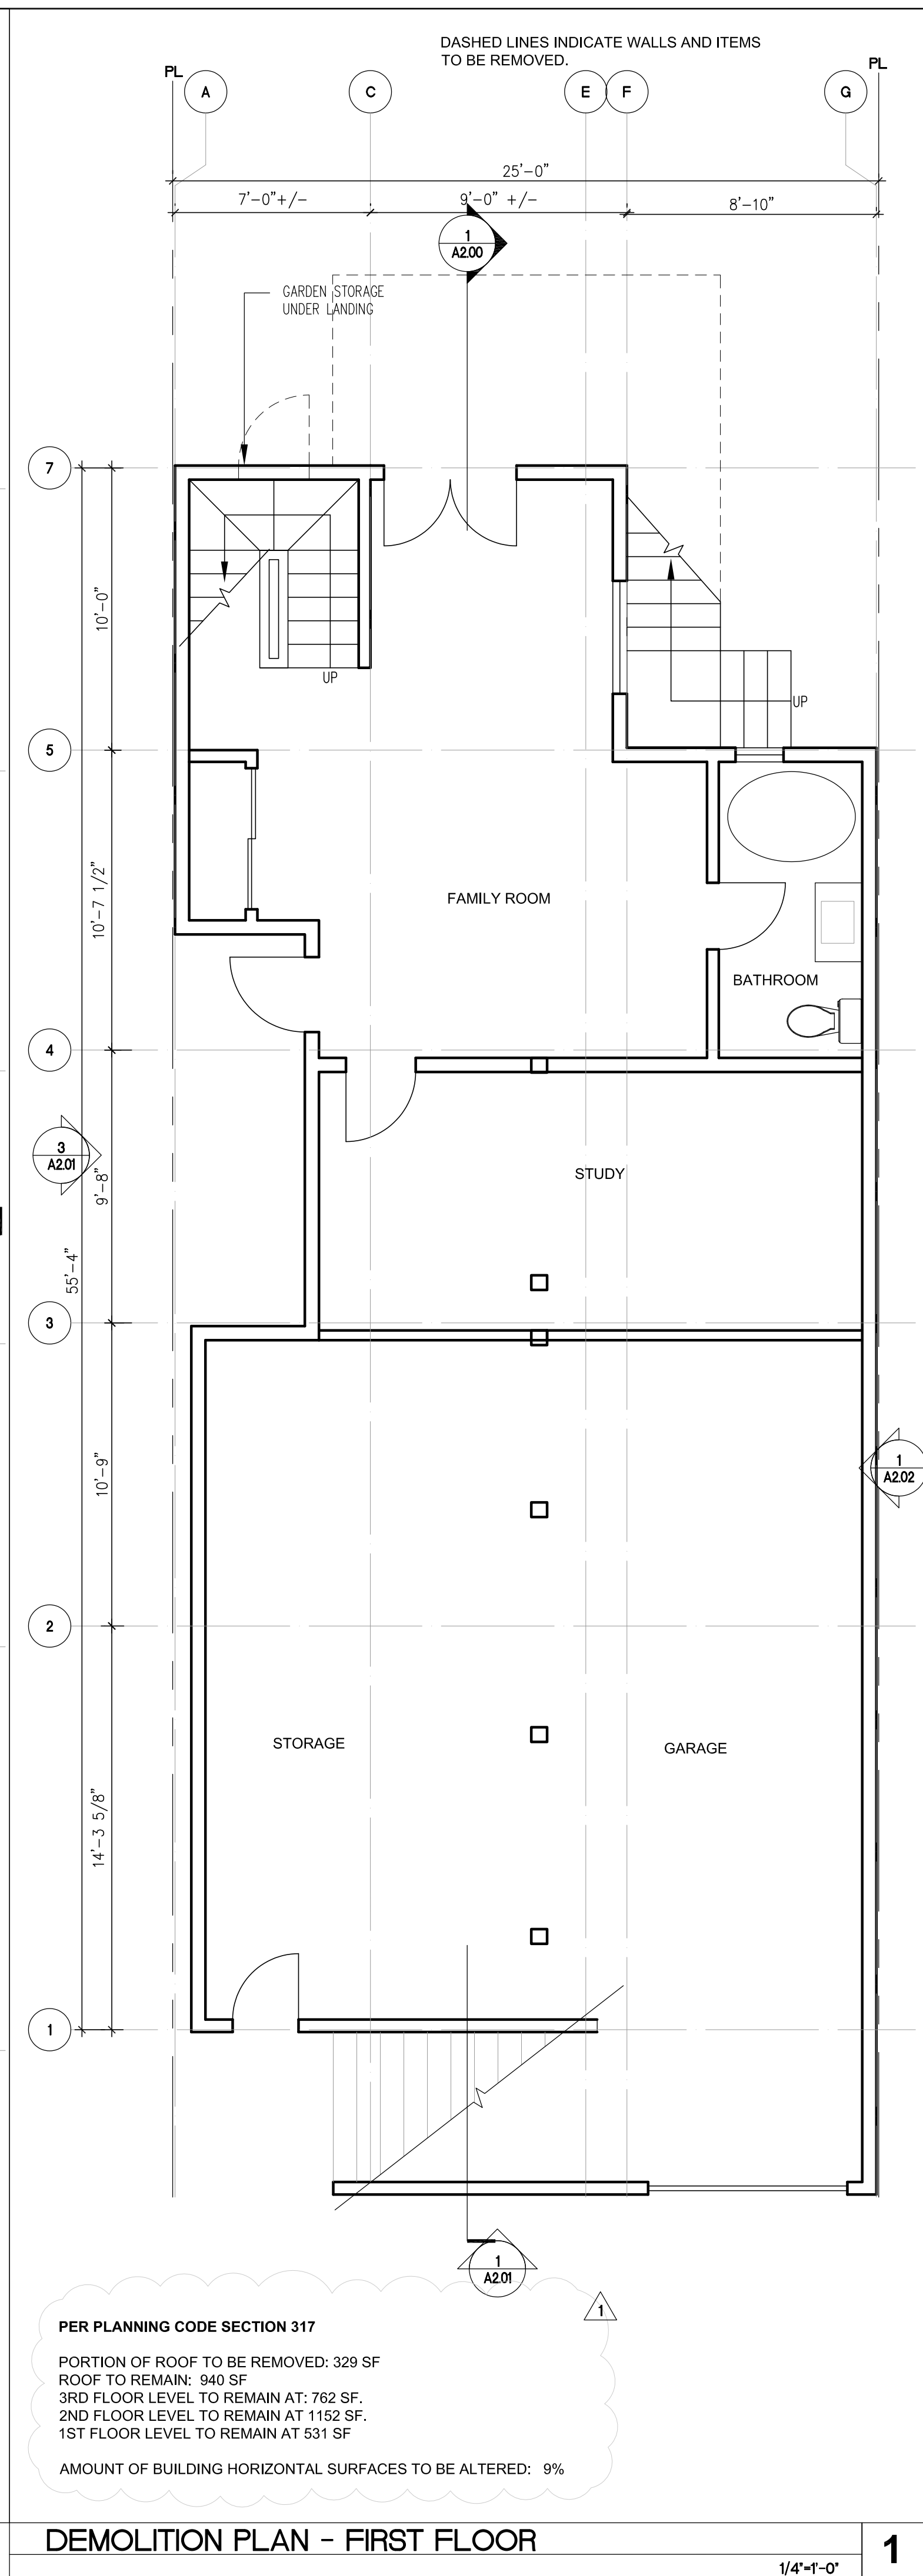 DASHED LINES INDICATE WALLS AND ITEMS
TO BE REMOVED.
PL
PL
A
C
E
F
G
25'-0"
7'-0"+/-
9'-0" +/-
8'-10"
1
A2.00
GARDEN STORAGE
UNDER LANDING
7
10'-0"
UP
UP
5
10'-7 1/2"
FAMILY ROOM
BATHROOM
4
3
A2.01
9'-8"
STUDY
55'-4"
3
10'-9"
1
A2.02
2
STORAGE
GARAGE
14'-3 5/8"
1
1
A2.01
1
PER PLANNING CODE SECTION 317
PORTION OF ROOF TO BE REMOVED: 329 SF
ROOF TO REMAIN: 940 SF
3RD FLOOR LEVEL TO REMAIN AT: 762 SF.
2ND FLOOR LEVEL TO REMAIN AT 1152 SF.
1ST FLOOR LEVEL TO REMAIN AT 531 SF
AMOUNT OF BUILDING HORIZONTAL SURFACES TO BE ALTERED: 9%
DEMOLITION PLAN - FIRST FLOOR
1
1/4"=1'-0"